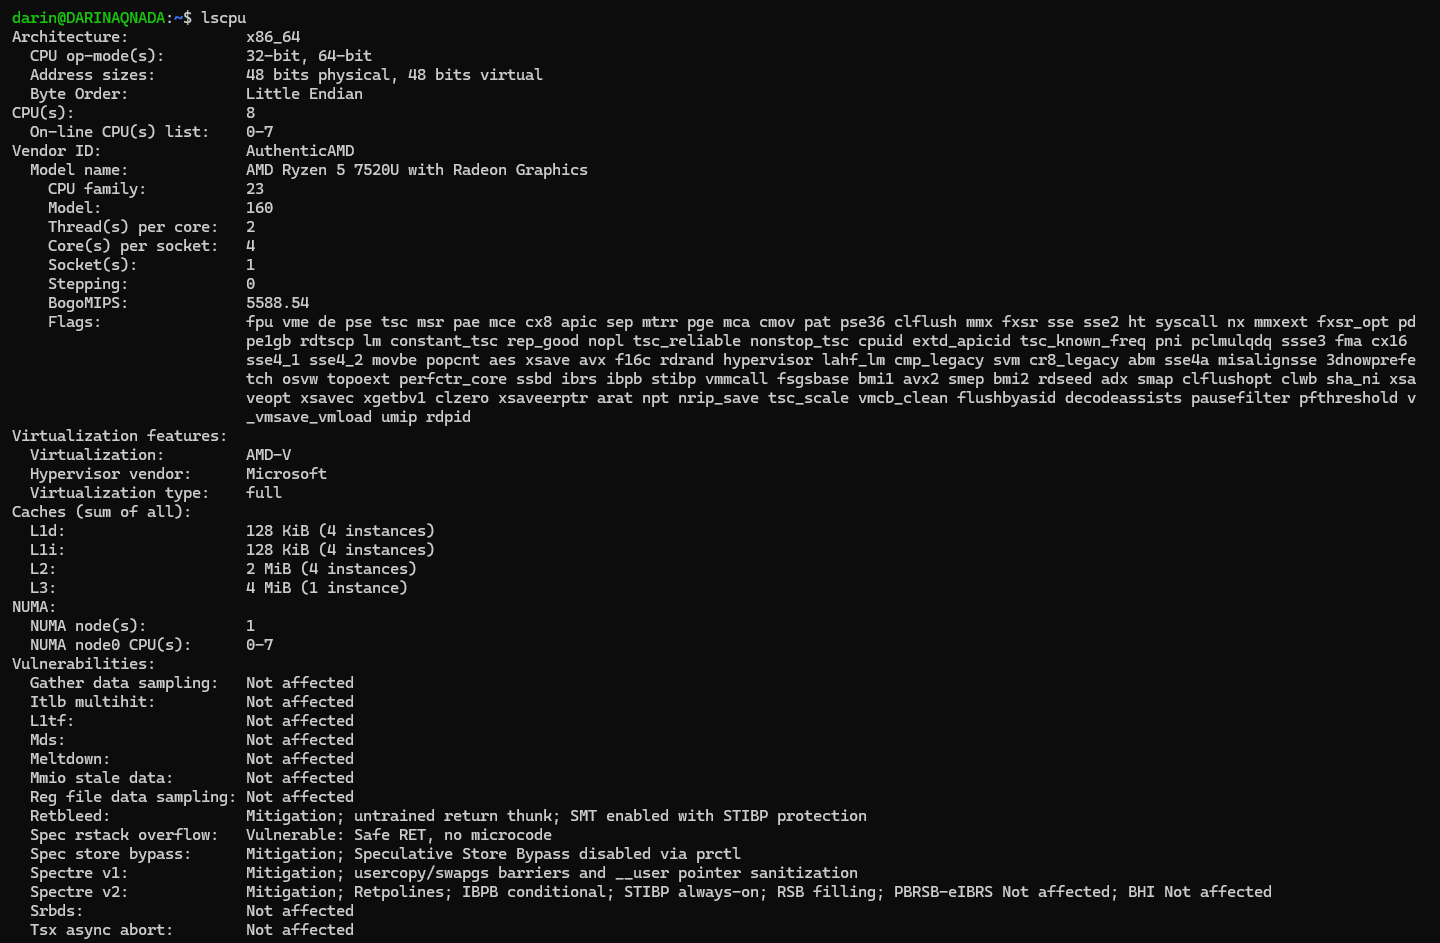 darin@DARINAQNADA:~$ lscpu
Architecture:             x86_64
  CPU op-mode(s):         32-bit, 64-bit
  Address sizes:          48 bits physical, 48 bits virtual
  Byte Order:             Little Endian
CPU(s):                   8
  On-line CPU(s) list:    0-7
Vendor ID:                AuthenticAMD
  Model name:             AMD Ryzen 5 7520U with Radeon Graphics
    CPU family:           23
    Model:                160
    Thread(s) per core:   2
    Core(s) per socket:   4
    Socket(s):            1
    Stepping:             0
    BogoMIPS:             5588.54
    Flags:                fpu vme de pse tsc msr pae mce cx8 apic sep mtrr pge mca cmov pat pse36 clflush mmx fxsr sse sse2 ht syscall nx mmxext fxsr_opt pd
                          pe1gb rdtscp lm constant_tsc rep_good nopl tsc_reliable nonstop_tsc cpuid extd_apicid tsc_known_freq pni pclmulqdq ssse3 fma cx16
                          sse4_1 sse4_2 movbe popcnt aes xsave avx f16c rdrand hypervisor lahf_lm cmp_legacy svm cr8_legacy abm sse4a misalignsse 3dnowprefe
                          tch osvw topoext perfctr_core ssbd ibrs ibpb stibp vmmcall fsgsbase bmi1 avx2 smep bmi2 rdseed adx smap clflushopt clwb sha_ni xsa
                          veopt xsavec xgetbv1 clzero xsaveerptr arat npt nrip_save tsc_scale vmcb_clean flushbyasid decodeassists pausefilter pfthreshold v
                          _vmsave_vmload umip rdpid
Virtualization features:
  Virtualization:         AMD-V
  Hypervisor vendor:      Microsoft
  Virtualization type:    full
Caches (sum of all):
  L1d:                    128 KiB (4 instances)
  L1i:                    128 KiB (4 instances)
  L2:                     2 MiB (4 instances)
  L3:                     4 MiB (1 instance)
NUMA:
  NUMA node(s):           1
  NUMA node0 CPU(s):      0-7
Vulnerabilities:
  Gather data sampling:   Not affected
  Itlb multihit:          Not affected
  L1tf:                   Not affected
  Mds:                    Not affected
  Meltdown:               Not affected
  Mmio stale data:        Not affected
  Reg file data sampling: Not affected
  Retbleed:               Mitigation; untrained return thunk; SMT enabled with STIBP protection
  Spec rstack overflow:   Vulnerable: Safe RET, no microcode
  Spec store bypass:      Mitigation; Speculative Store Bypass disabled via prctl
  Spectre v1:             Mitigation; usercopy/swapgs barriers and __user pointer sanitization
  Spectre v2:             Mitigation; Retpolines; IBPB conditional; STIBP always-on; RSB filling; PBRSB-eIBRS Not affected; BHI Not affected
  Srbds:                  Not affected
  Tsx async abort:        Not affected